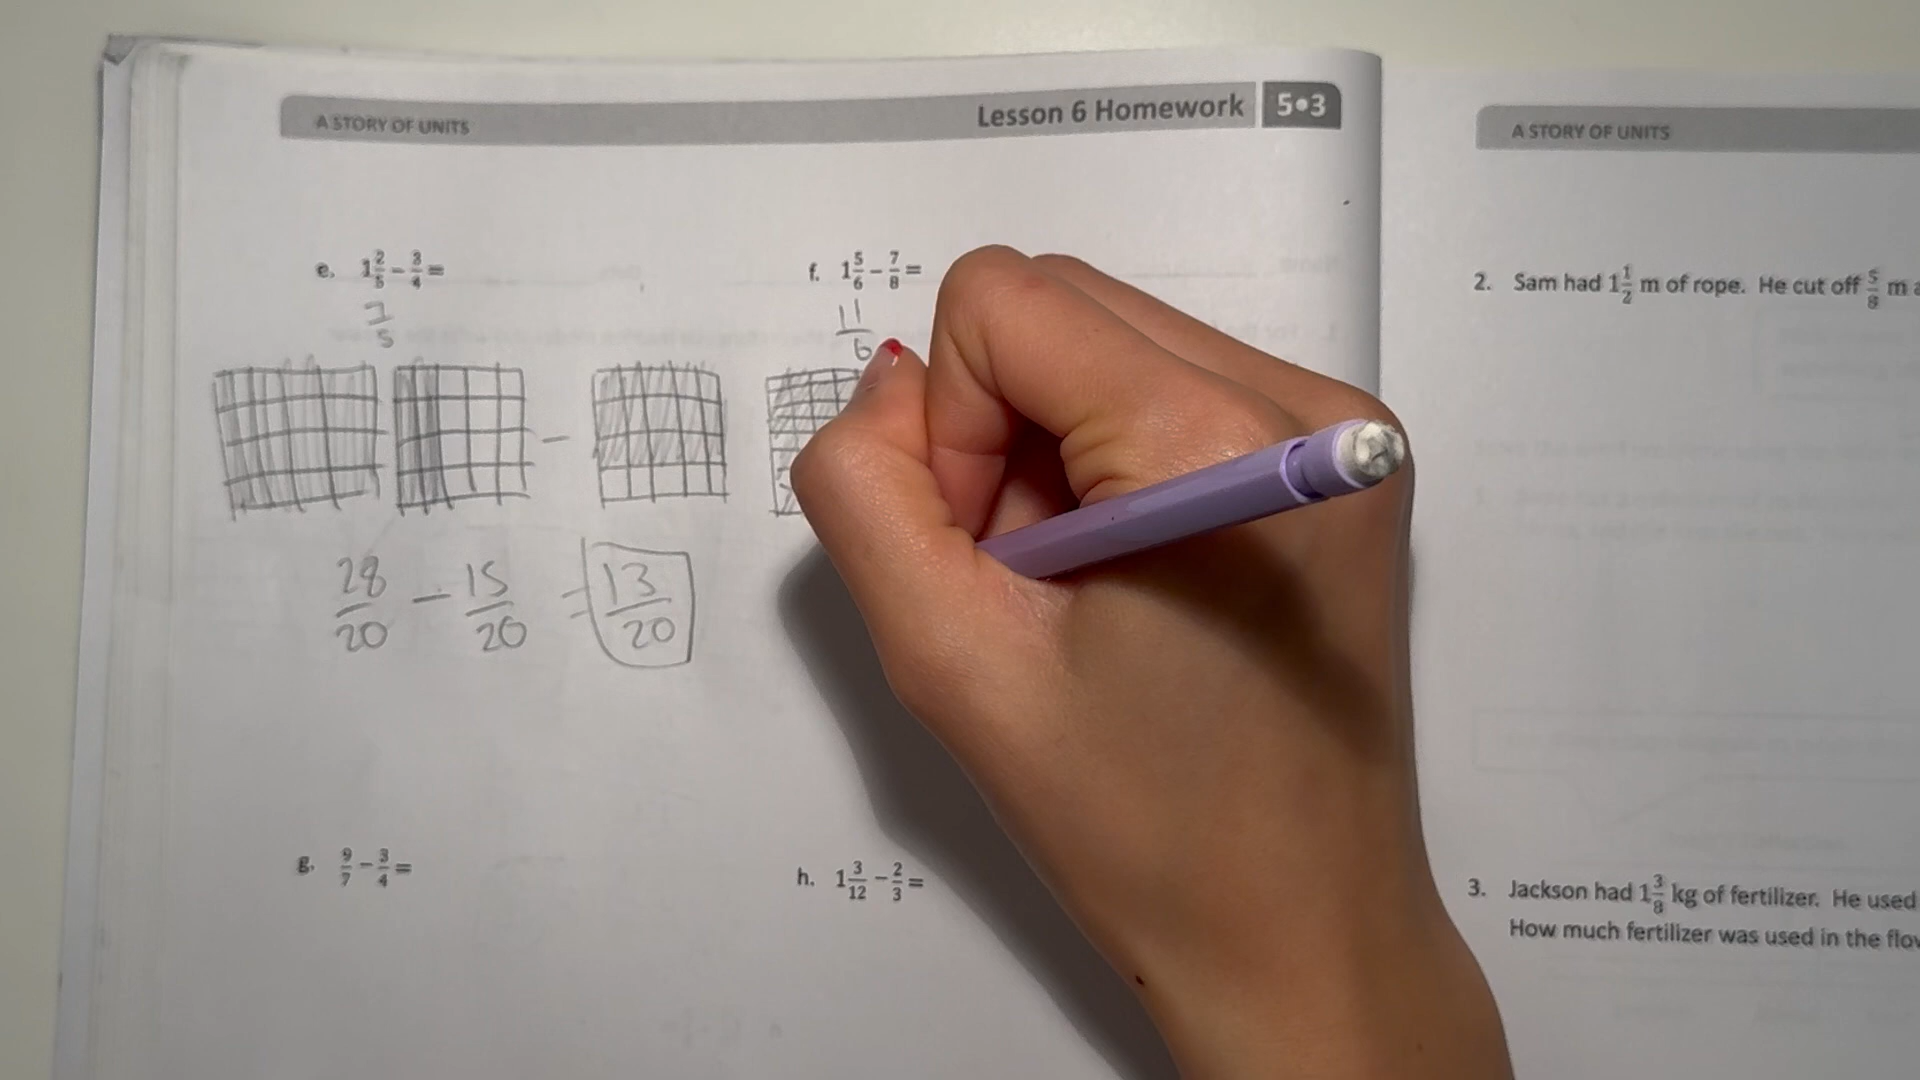 A STORY OF UNITS
Lesson 6 Homework 5•3
e. 1 2/5 − 3/4 =
7/5
28/20 − 15/20 = 13/20
f. 1 5/6 − 7/8 =
11/6
g. 9/7 − 3/4 =
h. 1 3/12 − 2/3 =
A STORY OF UNITS
2. Sam had 1 1/2 m of rope. He cut off 5/8 m
3. Jackson had 1 3/8 kg of fertilizer. He used
How much fertilizer was used in the